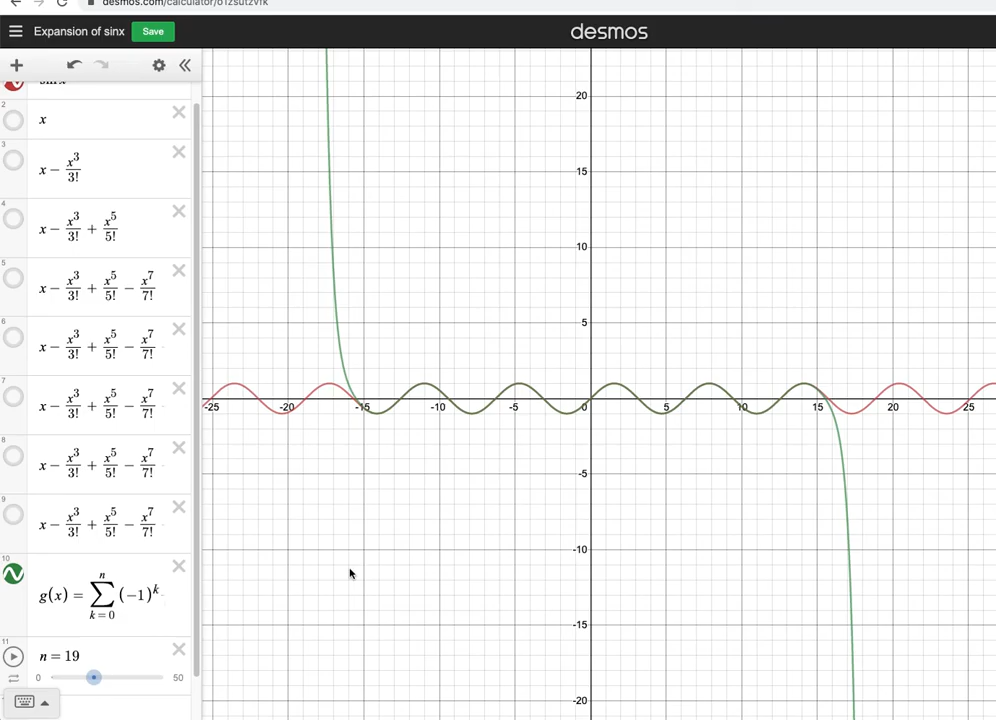 desmos.com/calculator/o1zsutzvfk
Expansion of sinx
Save
desmos
sin x
2
x
3
x − x³/3!
4
x − x³/3! + x⁵/5!
5
x − x³/3! + x⁵/5! − x⁷/7!
6
x − x³/3! + x⁵/5! − x⁷/7!
7
x − x³/3! + x⁵/5! − x⁷/7!
8
x − x³/3! + x⁵/5! − x⁷/7!
9
x − x³/3! + x⁵/5! − x⁷/7!
10
n
g(x) = ∑ (−1)ᵏ
k = 0
11
n = 19
0 50
20
15
10
5
-25 -20 -15 -10 -5 0 5 10 15 20 25
-5
-10
-15
-20